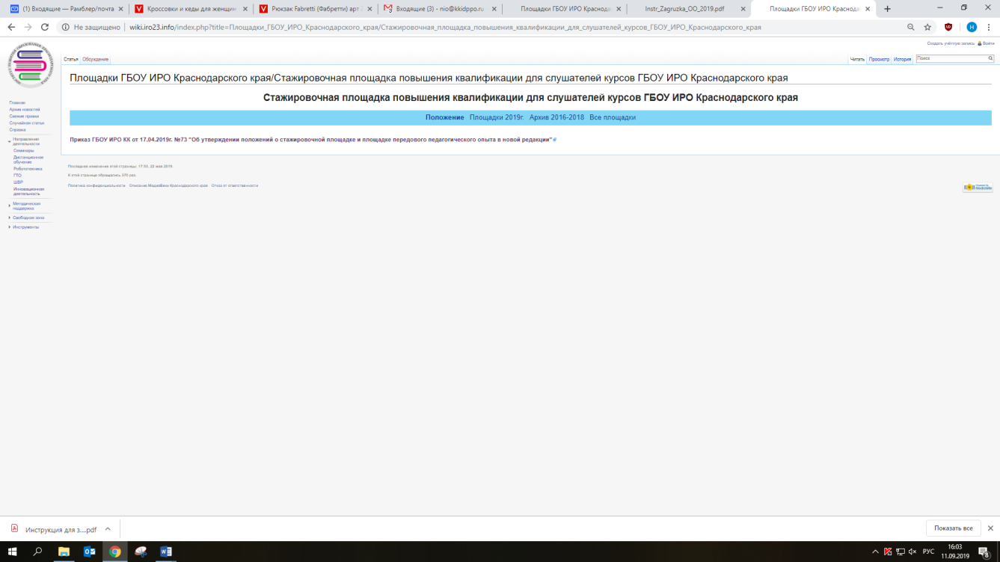 (1) Входящие — Рамблер/почта
Кроссовки и кеды для женщин
Рюкзак Fabretti (Фабретти) арт 2
Входящие (3) - nio@kkidppo.ru
Площадки ГБОУ ИРО Краснода
Instr_Zagruzka_OO_2019.pdf
Площадки ГБОУ ИРО Краснода
Не защищено | wiki.iro23.info/index.php?title=Площадки_ГБОУ_ИРО_Краснодарского_края/Стажировочная_площадка_повышения_квалификации_для_слушателей_курсов_ГБОУ_ИРО_Краснодарского_края
Н
Создать учётную запись Войти
Статья Обсуждение
Читать Просмотр История Поиск
Площадки ГБОУ ИРО Краснодарского края/Стажировочная площадка повышения квалификации для слушателей курсов ГБОУ ИРО Краснодарского края
Стажировочная площадка повышения квалификации для слушателей курсов ГБОУ ИРО Краснодарского края
Положение Площадки 2019г. Архив 2016-2018 Все площадки
Приказ ГБОУ ИРО КК от 17.04.2019г. №73 "Об утверждении положений о стажировочной площадке и площадке передового педагогического опыта в новой редакции"
Главная
Архив новостей
Свежие правки
Случайная статья
Справка
Направления
деятельности
Семинары
Дистанционное
обучение
Робототехника
ГТО
ШВР
Инновационная
деятельность
Методическая
поддержка
Свободная зона
Инструменты
Последнее изменение этой страницы: 17:53, 22 мая 2019.
К этой странице обращались 370 раз.
Политика конфиденциальности Описание МедиаВики Краснодарского края Отказ от ответственности
MediaWiki
Инструкция для з....pdf
Показать все
РУС
16:03
11.09.2019
8